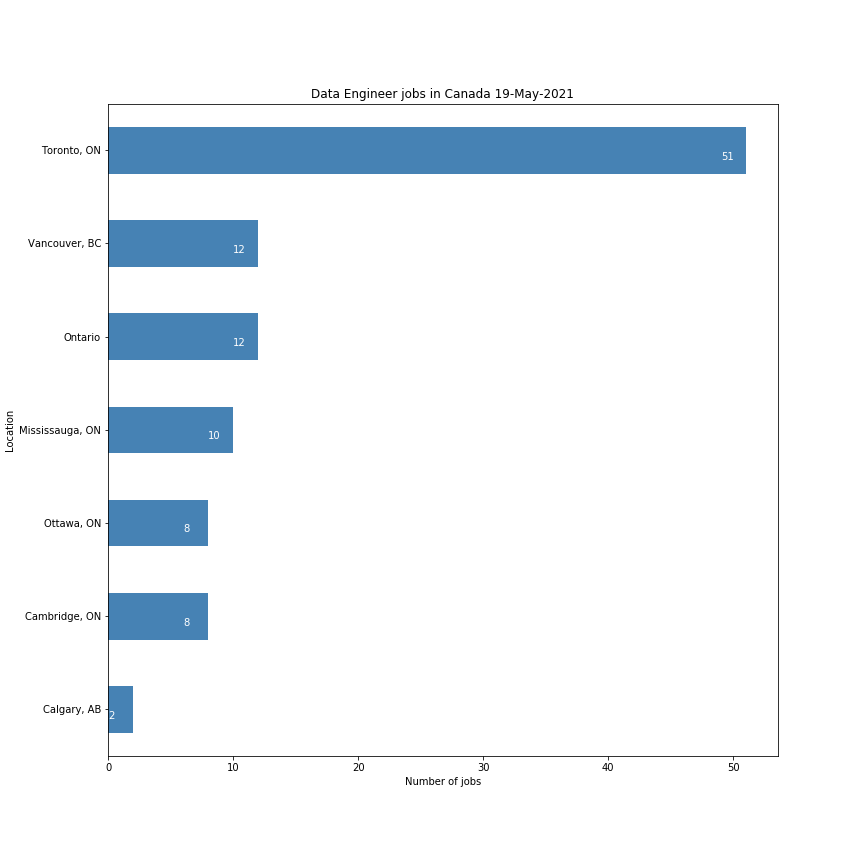 Data Engineer jobs in Canada 19-May-2021
Toronto, ON
51
Vancouver, BC
12
Ontario
12
Location
Mississauga, ON
10
Ottawa, ON
8
Cambridge, ON
8
Calgary, AB
2
0 10 20 30 40 50
Number of jobs